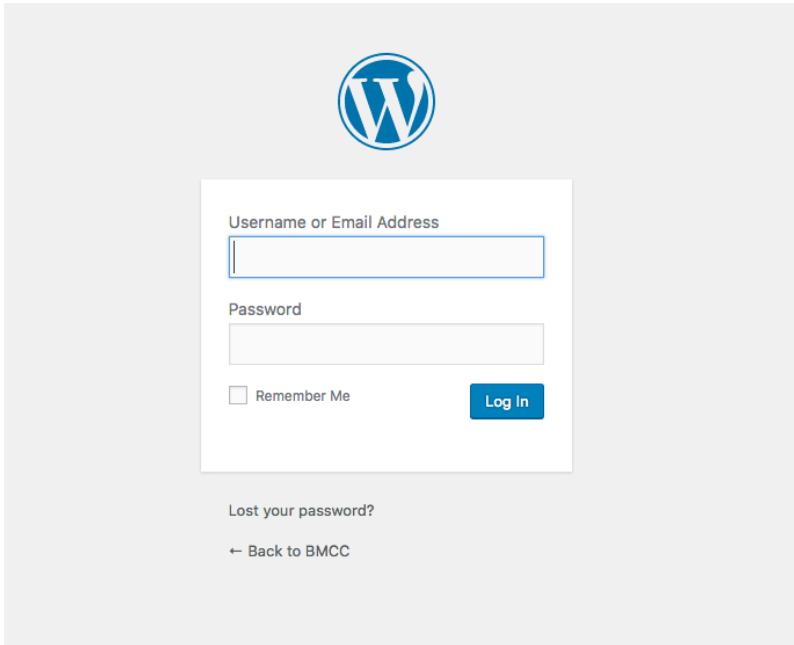 Username or Email Address
Password
Remember Me
Log In
Lost your password?
← Back to BMCC